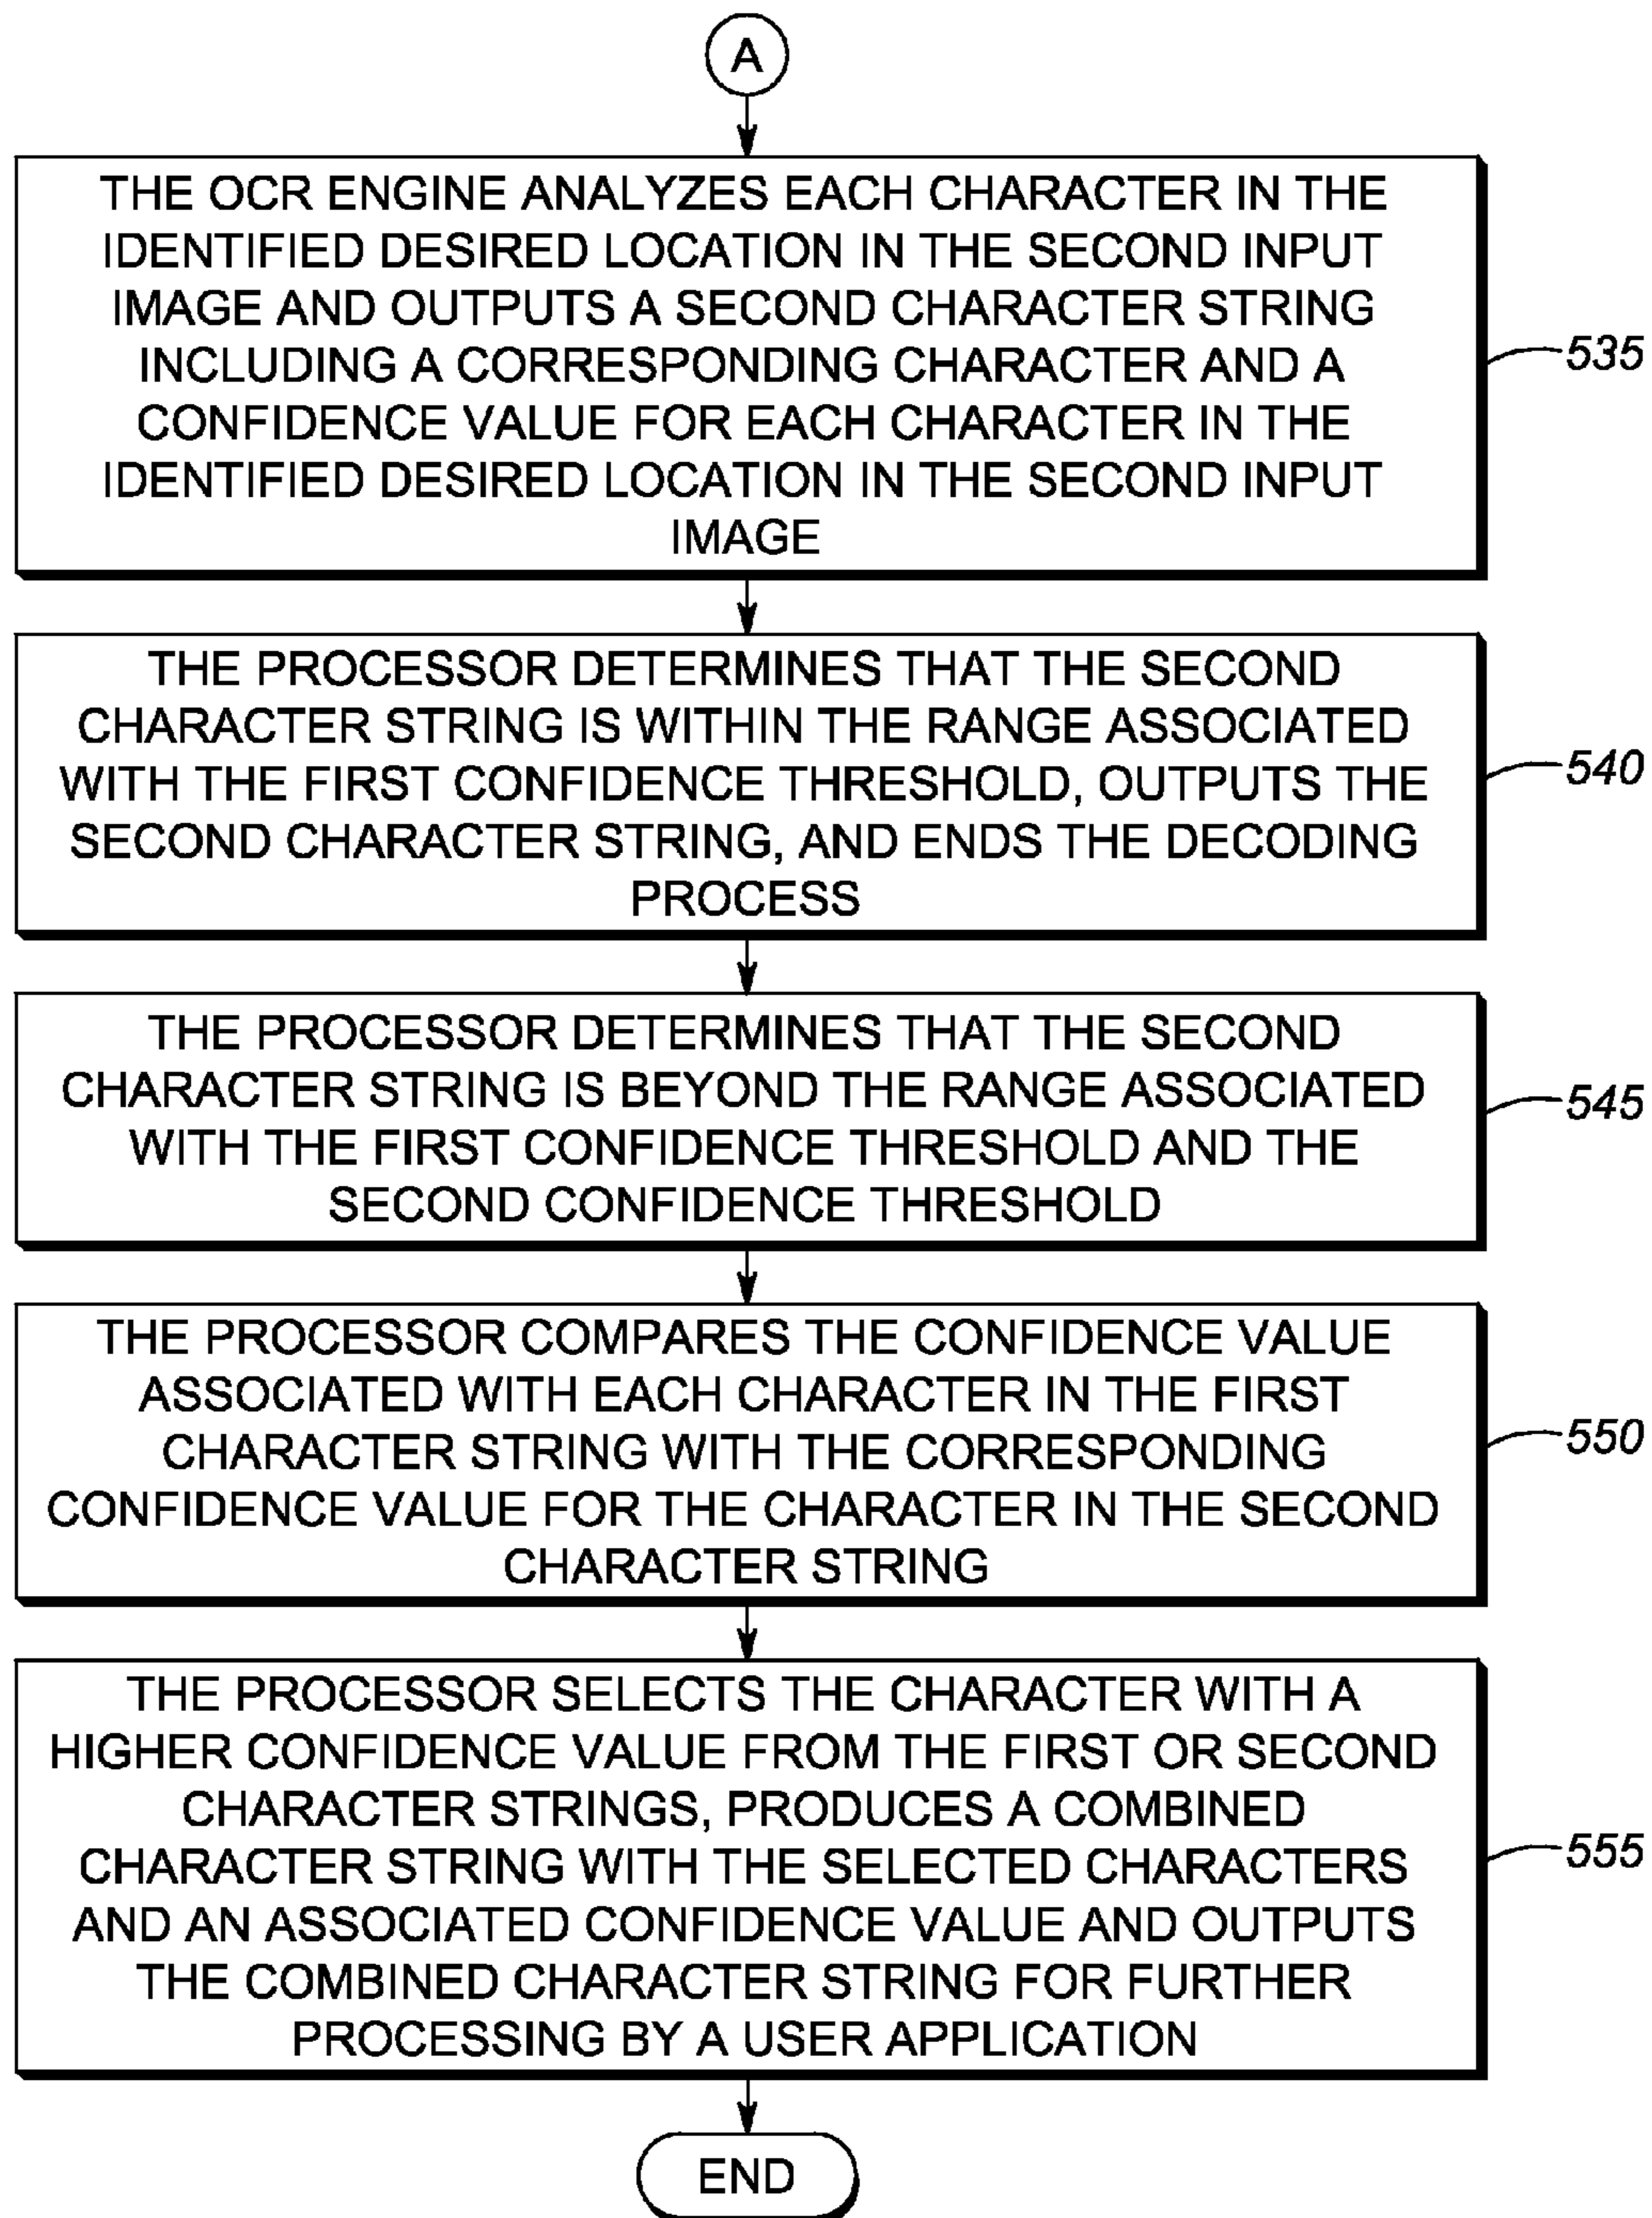 A
THE OCR ENGINE ANALYZES EACH CHARACTER IN THE
IDENTIFIED DESIRED LOCATION IN THE SECOND INPUT
IMAGE AND OUTPUTS A SECOND CHARACTER STRING
INCLUDING A CORRESPONDING CHARACTER AND A
CONFIDENCE VALUE FOR EACH CHARACTER IN THE
IDENTIFIED DESIRED LOCATION IN THE SECOND INPUT
IMAGE
535
THE PROCESSOR DETERMINES THAT THE SECOND
CHARACTER STRING IS WITHIN THE RANGE ASSOCIATED
WITH THE FIRST CONFIDENCE THRESHOLD, OUTPUTS THE
SECOND CHARACTER STRING, AND ENDS THE DECODING
PROCESS
540
THE PROCESSOR DETERMINES THAT THE SECOND
CHARACTER STRING IS BEYOND THE RANGE ASSOCIATED
WITH THE FIRST CONFIDENCE THRESHOLD AND THE
SECOND CONFIDENCE THRESHOLD
545
THE PROCESSOR COMPARES THE CONFIDENCE VALUE
ASSOCIATED WITH EACH CHARACTER IN THE FIRST
CHARACTER STRING WITH THE CORRESPONDING
CONFIDENCE VALUE FOR THE CHARACTER IN THE SECOND
CHARACTER STRING
550
THE PROCESSOR SELECTS THE CHARACTER WITH A
HIGHER CONFIDENCE VALUE FROM THE FIRST OR SECOND
CHARACTER STRINGS, PRODUCES A COMBINED
CHARACTER STRING WITH THE SELECTED CHARACTERS
AND AN ASSOCIATED CONFIDENCE VALUE AND OUTPUTS
THE COMBINED CHARACTER STRING FOR FURTHER
PROCESSING BY A USER APPLICATION
555
END